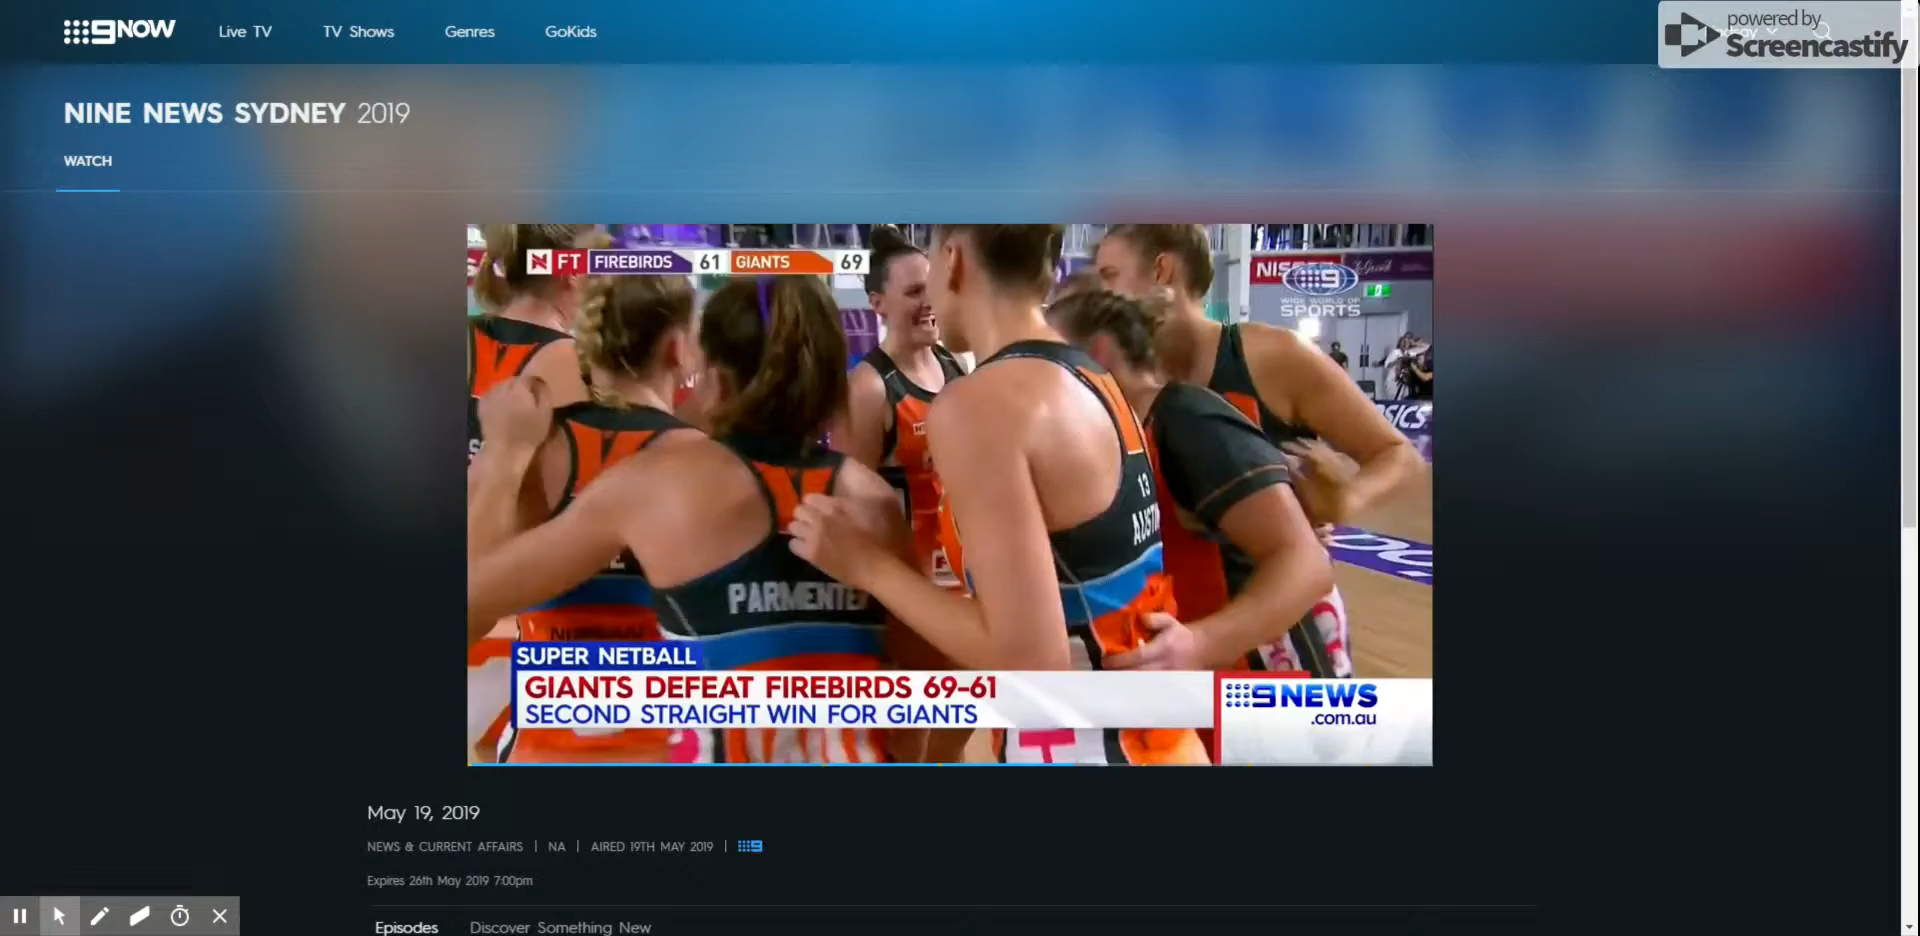 9NOW
Live TV
TV Shows
Genres
GoKids
powered by
Screencastify
NINE NEWS SYDNEY 2019
WATCH
N FT FIREBIRDS 61 GIANTS 69
9
WIDE WORLD OF
SPORTS
13
PARMENTE
SUPER NETBALL
GIANTS DEFEAT FIREBIRDS 69-61
SECOND STRAIGHT WIN FOR GIANTS
9NEWS
.com.au
May 19, 2019
NEWS & CURRENT AFFAIRS | NA | AIRED 19TH MAY 2019 | 9
Expires 26th May 2019 7:00pm
Episodes
Discover Something New